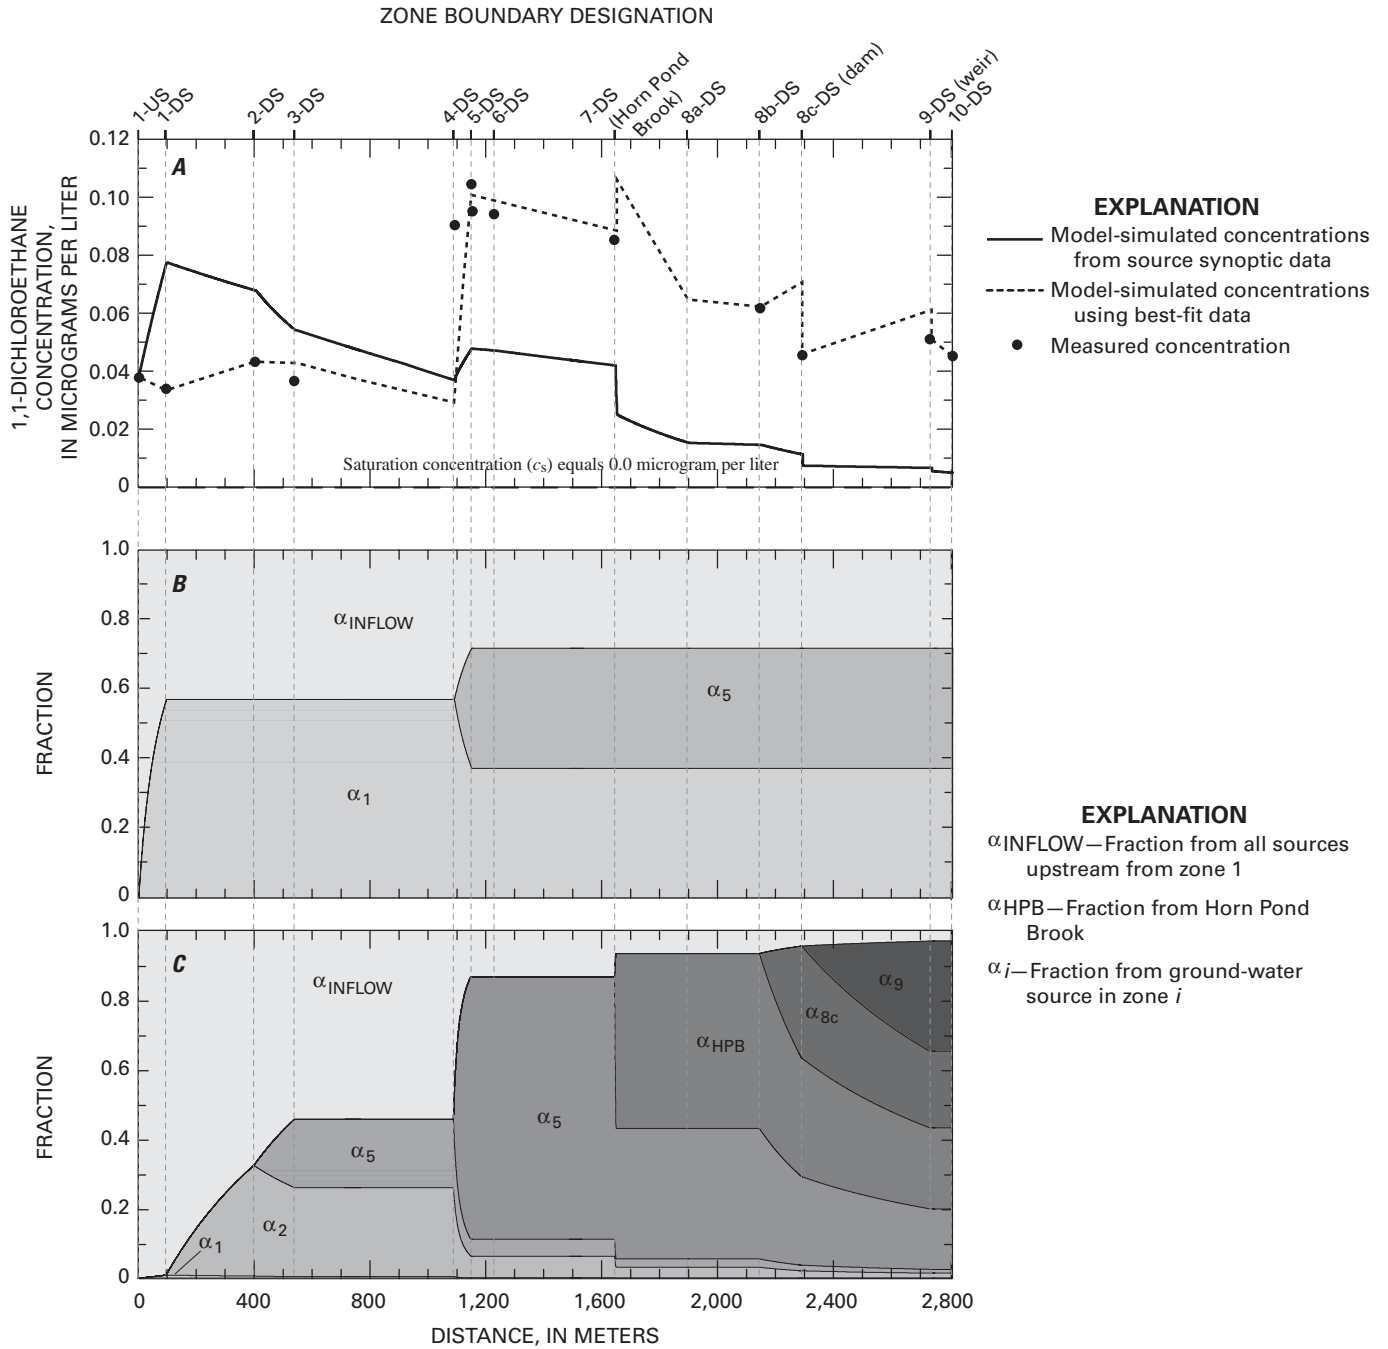 ZONE BOUNDARY DESIGNATION
1-US
1-DS
2-DS
3-DS
4-DS
5-DS
6-DS
7-DS
(Horn Pond
Brook)
8a-DS
8b-DS
8c-DS (dam)
9-DS (weir)
10-DS
1,1-DICHLOROETHANE
CONCENTRATION,
IN MICROGRAMS PER LITER
0.12
0.10
0.08
0.06
0.04
0.02
0
A
Saturation concentration (cs) equals 0.0 microgram per liter
EXPLANATION
Model-simulated concentrations
from source synoptic data
Model-simulated concentrations
using best-fit data
Measured concentration
FRACTION
1.0
0.8
0.6
0.4
0.2
0
B
αINFLOW
α5
α1
FRACTION
1.0
0.8
0.6
0.4
0.2
0
C
αINFLOW
α9
α8c
αHPB
α5
α5
α2
α1
EXPLANATION
αINFLOW—Fraction from all sources
upstream from zone 1
αHPB—Fraction from Horn Pond
Brook
αi—Fraction from ground-water
source in zone i
0 400 800 1,200 1,600 2,000 2,400 2,800
DISTANCE, IN METERS